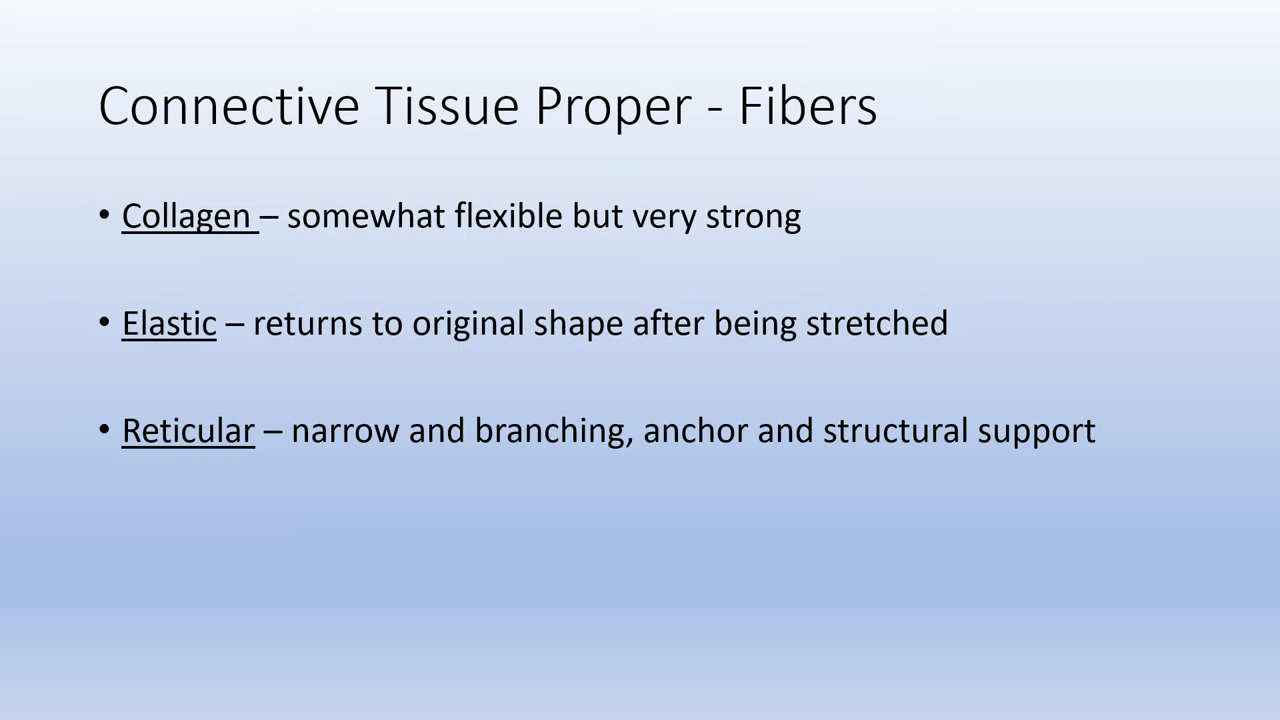 Connective Tissue Proper - Fibers
• Collagen – somewhat flexible but very strong
• Elastic – returns to original shape after being stretched
• Reticular – narrow and branching, anchor and structural support